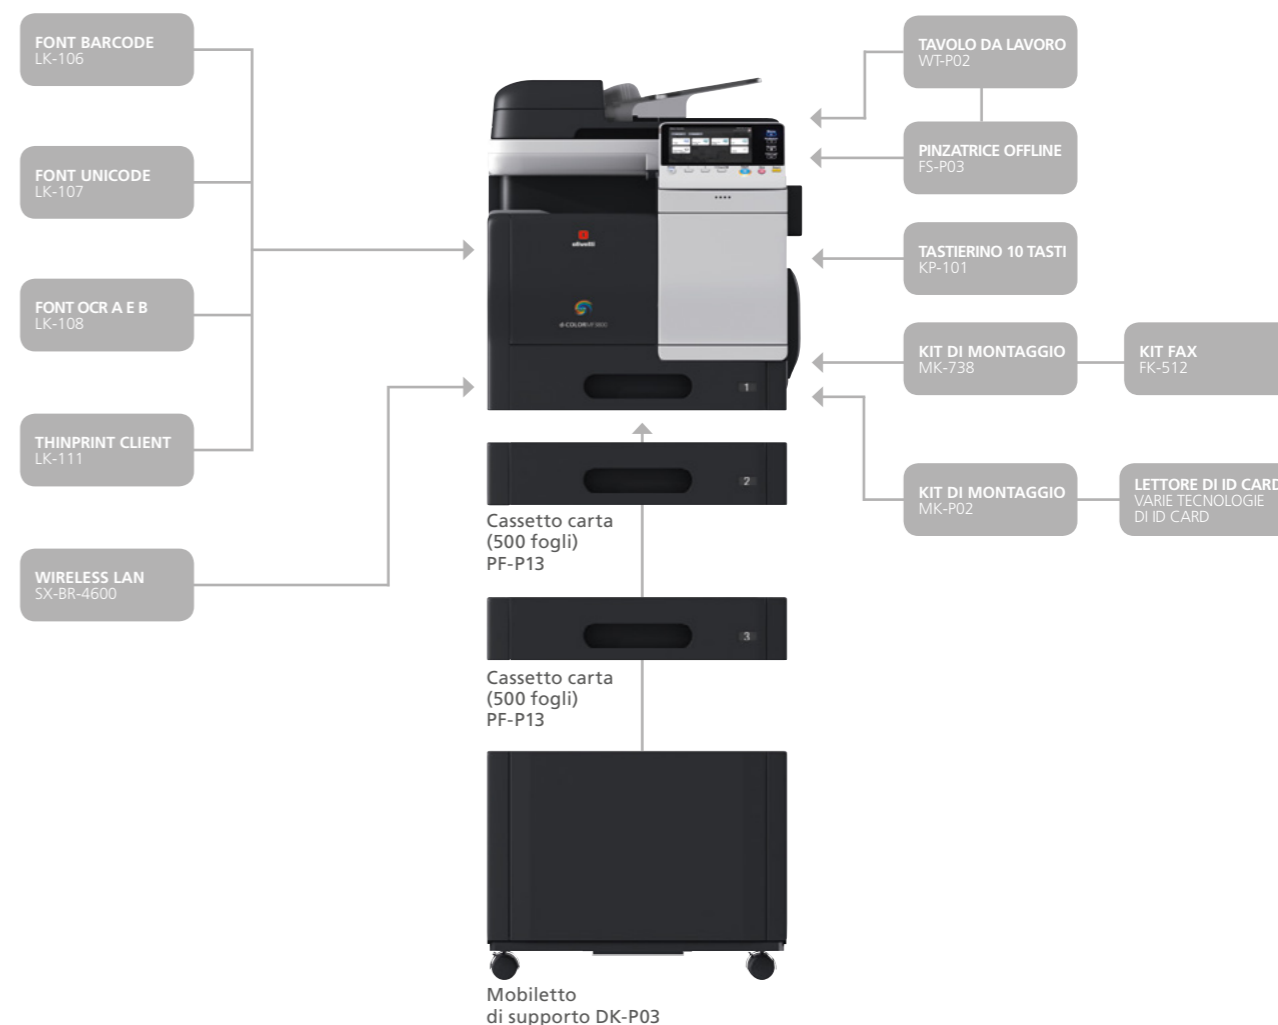 FONT BARCODE
LK-106
FONT UNICODE
LK-107
FONT OCR A E B
LK-108
THINPRINT CLIENT
LK-111
WIRELESS LAN
SX-BR-4600
olivetti
d-COLOR MF3800
1
2
Cassetto carta
(500 fogli)
PF-P13
3
Cassetto carta
(500 fogli)
PF-P13
Mobiletto
di supporto DK-P03
TAVOLO DA LAVORO
WT-P02
PINZATRICE OFFLINE
FS-P03
TASTIERINO 10 TASTI
KP-101
KIT DI MONTAGGIO
MK-738
KIT FAX
FK-512
KIT DI MONTAGGIO
MK-P02
LETTORE DI ID CARD
VARIE TECNOLOGIE
DI ID CARD